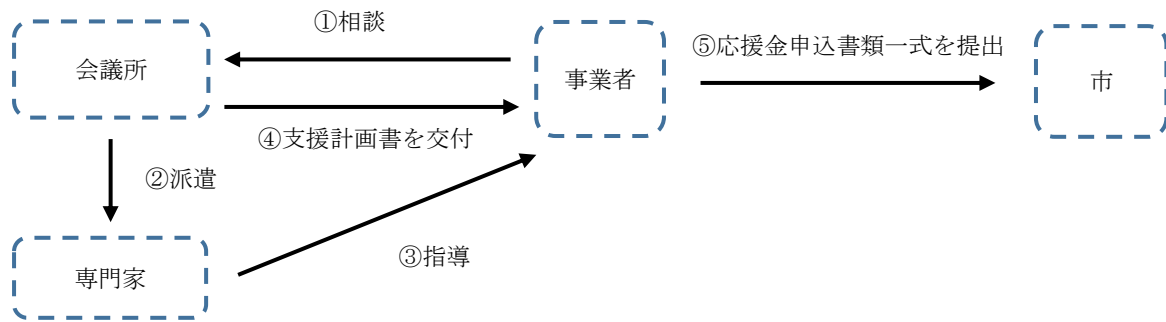 ①相談
⑤応援金申込書類一式を提出
会議所
事業者
市
④支援計画書を交付
②派遣
③指導
専門家